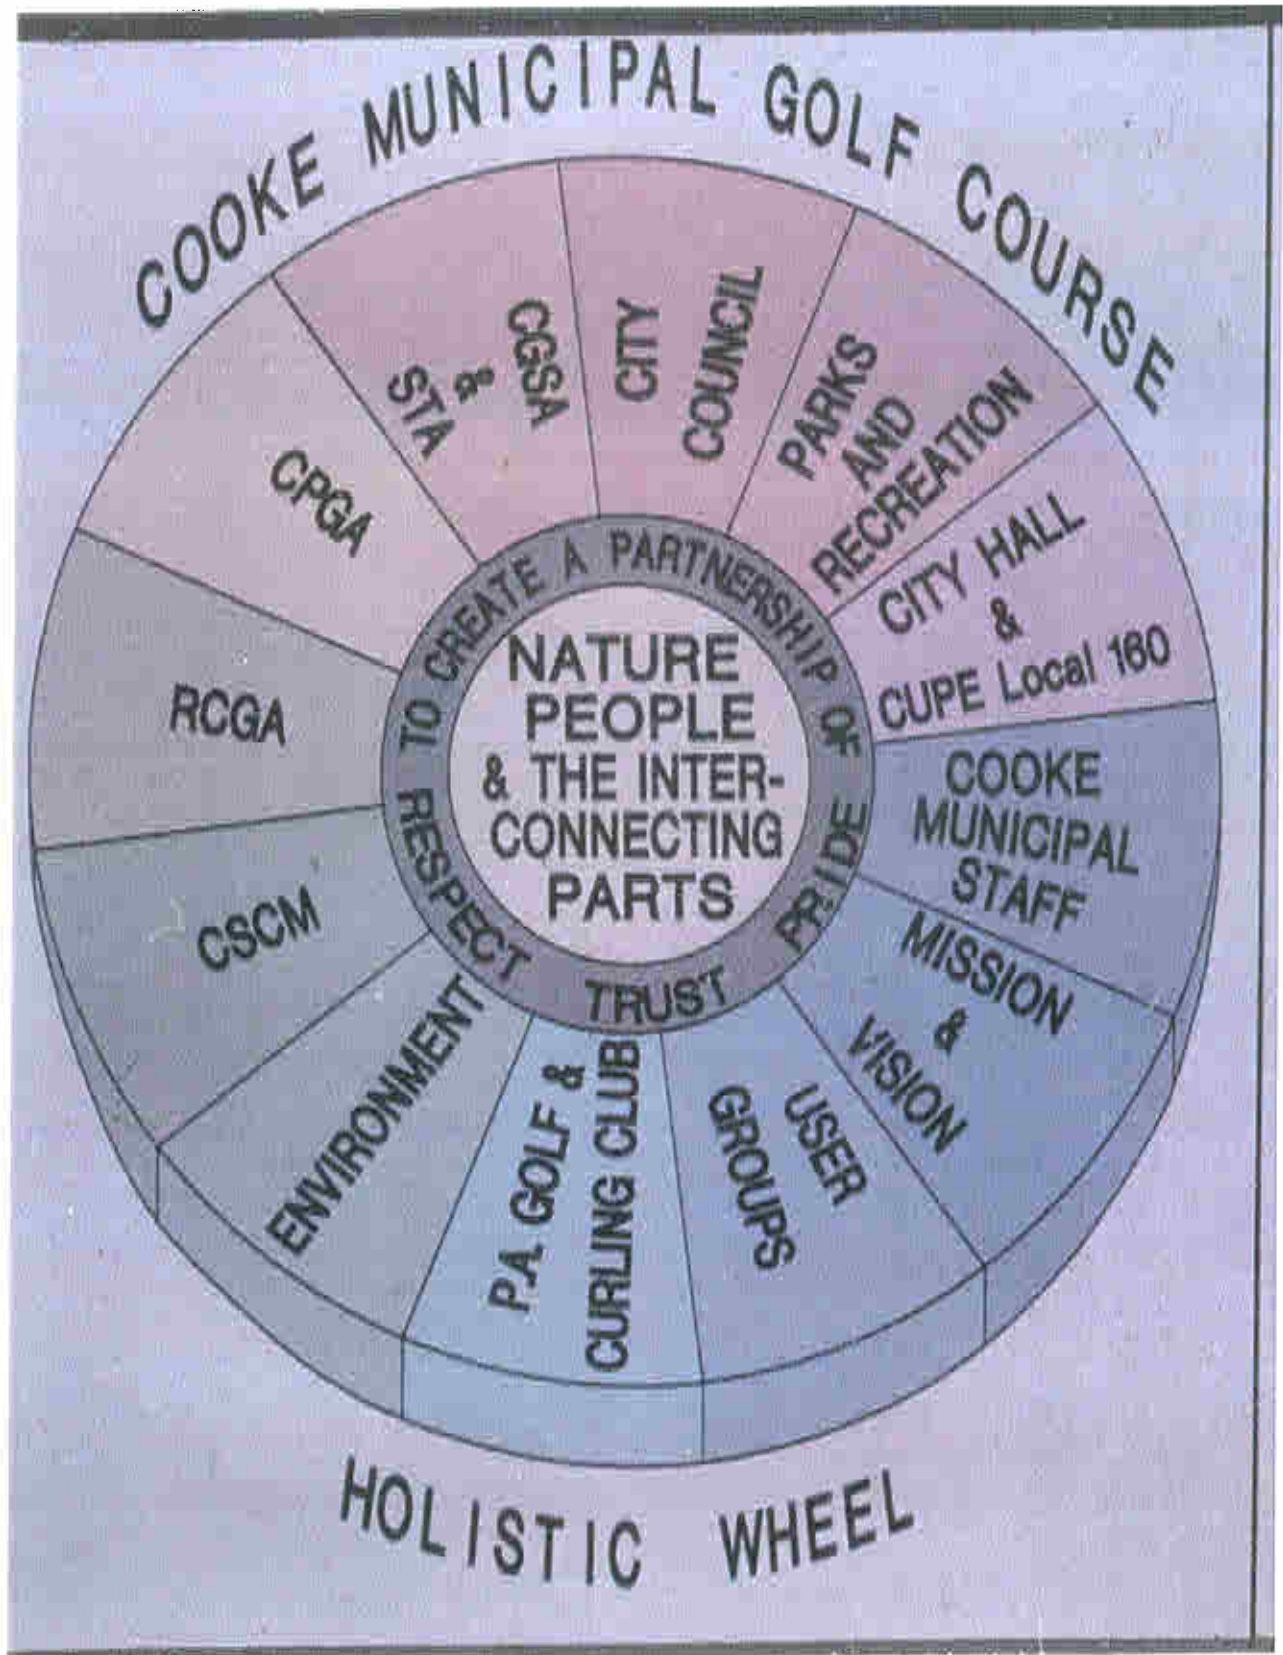 COOKE MUNICIPAL GOLF COURSE
CGSA
&
STA
CITY
COUNCIL
PARKS
AND
RECREATION
CITY HALL
&
CUPE Local 160
COOKE
MUNICIPAL
STAFF
MISSION
&
VISION
USER
GROUPS
P.A. GOLF &
CURLING CLUB
ENVIRONMENT
CSCM
RCGA
CPGA
TO CREATE A PARTNERSHIP OF
PRIDE
TRUST
RESPECT
NATURE
PEOPLE
& THE INTER-
CONNECTING
PARTS
HOLISTIC WHEEL